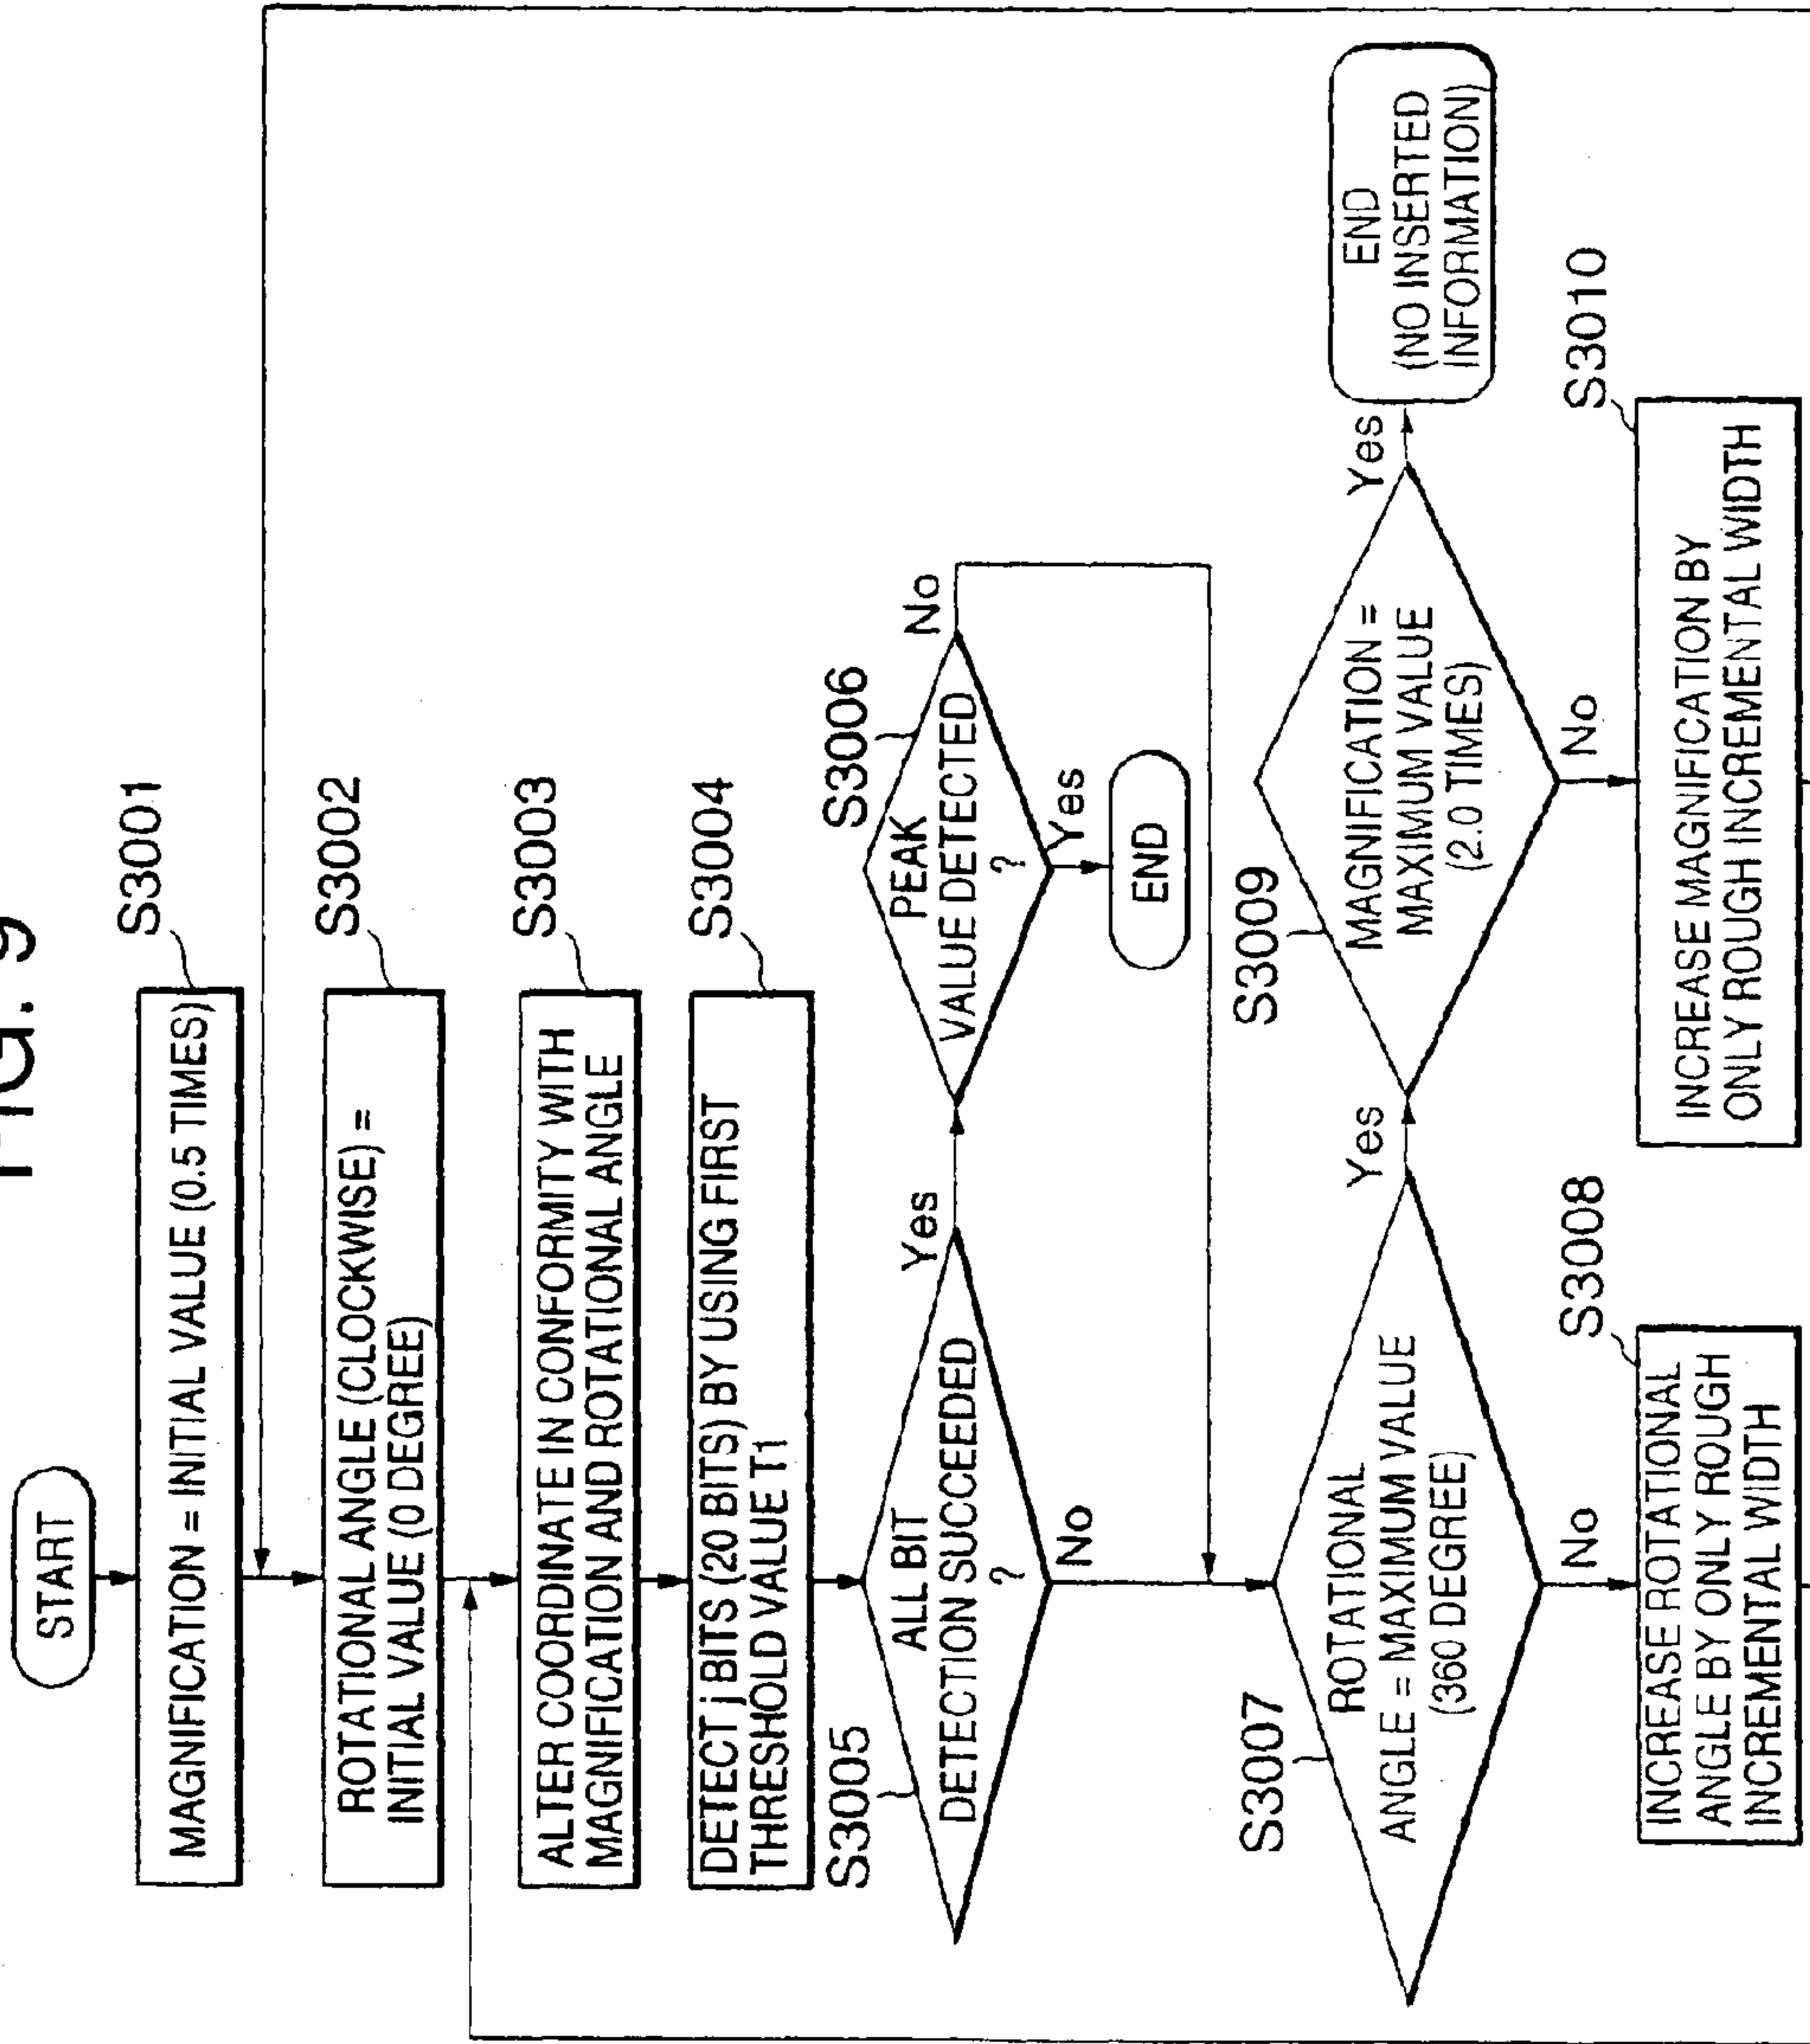 FIG. 9
START
S3001
MAGNIFICATION = INITIAL VALUE (0.5 TIMES)
S3002
ROTATIONAL ANGLE (CLOCKWISE) =
INITIAL VALUE (0 DEGREE)
S3003
ALTER COORDINATE IN CONFORMITY WITH
MAGNIFICATION AND ROTATIONAL ANGLE
S3004
DETECT j BITS (20 BITS) BY USING FIRST
THRESHOLD VALUE T1
S3005
ALL BIT
DETECTION SUCCEEDED
?
Yes
No
S3006
PEAK
VALUE DETECTED
?
No
Yes
END
S3007
ROTATIONAL
ANGLE = MAXIMUM VALUE
(360 DEGREE)
Yes
No
S3008
INCREASE ROTATIONAL
ANGLE BY ONLY ROUGH
INCREMENTAL WIDTH
S3009
MAGNIFICATION =
MAXIMUM VALUE
(2.0 TIMES)
Yes
No
END
(NO INSERTED
INFORMATION)
S3010
INCREASE MAGNIFICATION BY
ONLY ROUGH INCREMENTAL WIDTH